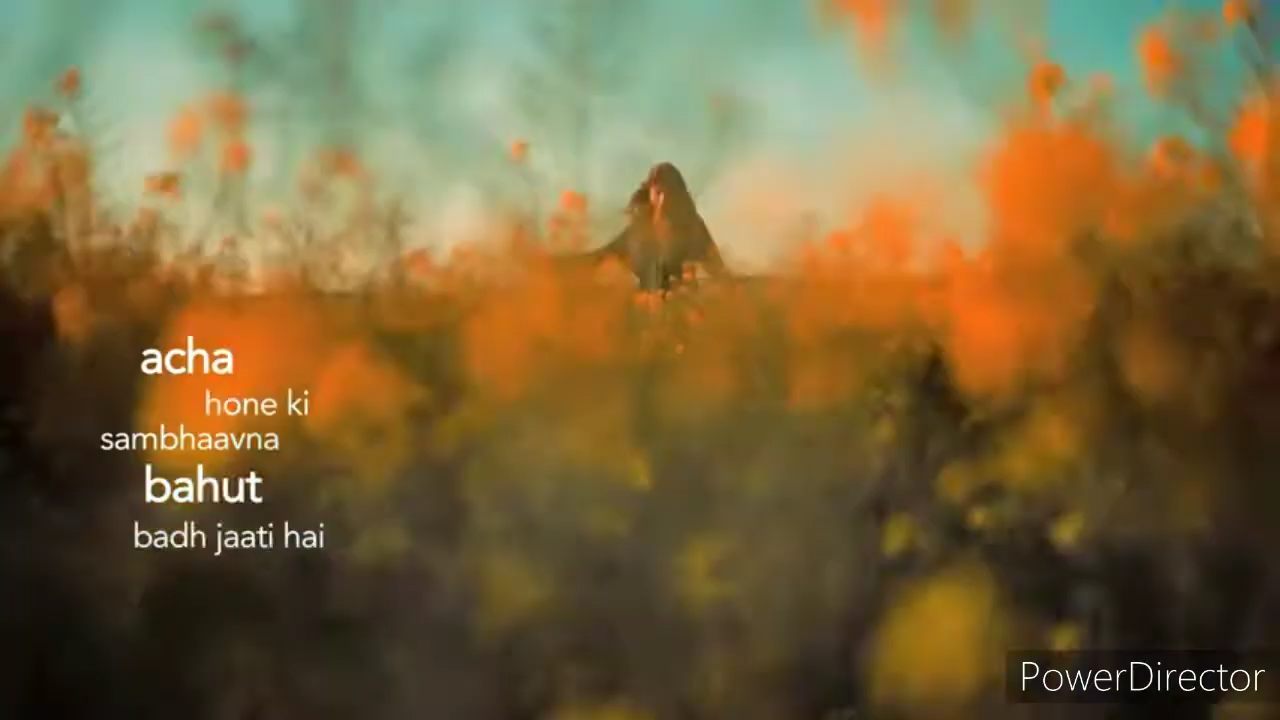 acha
hone ki
sambhaavna
bahut
badh jaati hai
PowerDirector